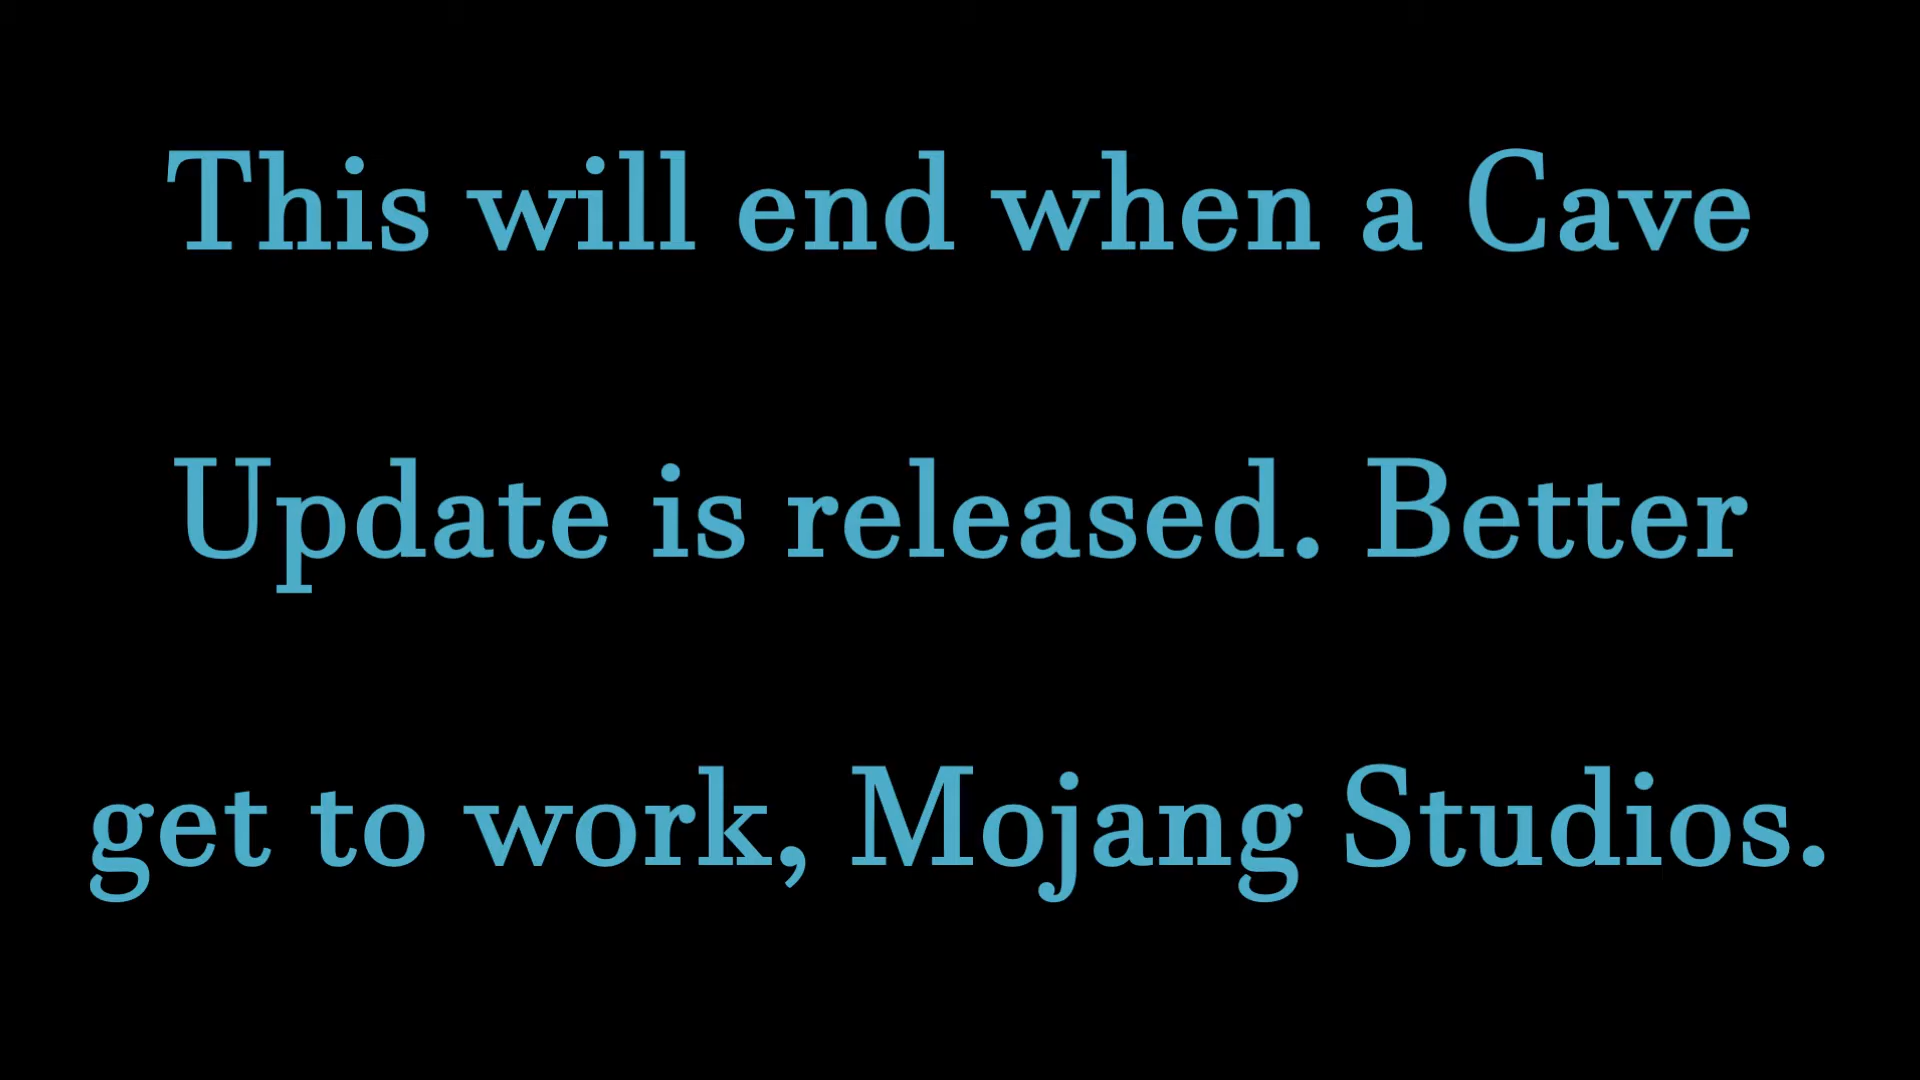 This will end when a Cave
Update is released. Better
get to work, Mojang Studios.